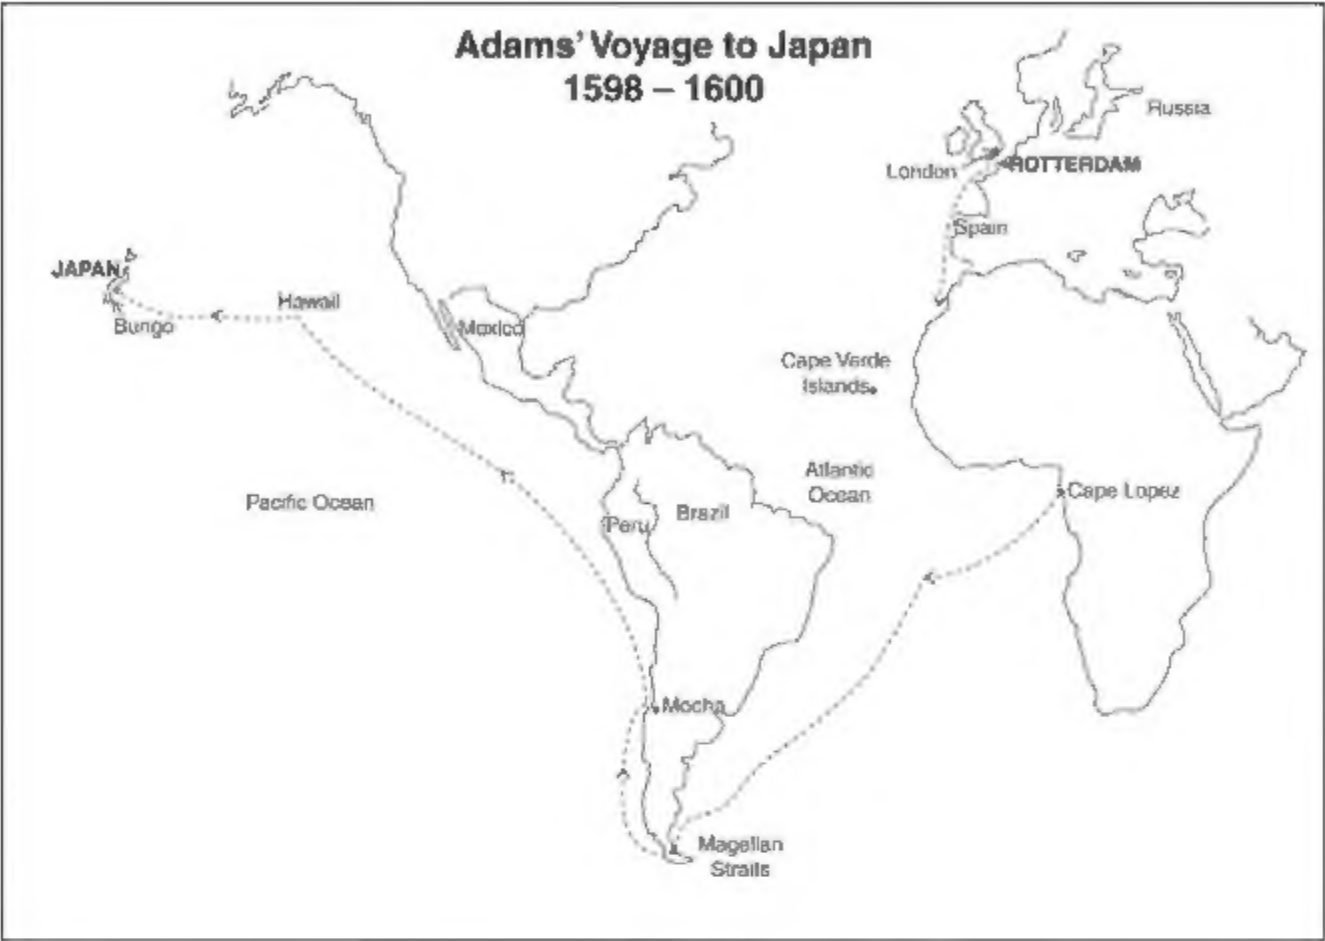 Adams' Voyage to Japan
1598 – 1600
Russia
London
ROTTERDAM
Spain
JAPAN
Hawaii
Bungo
Mexico
Cape Verde
Islands
Atlantic
Ocean
Pacific Ocean
Peru
Brazil
Cape Lopez
Mocha
Magellan
Straits